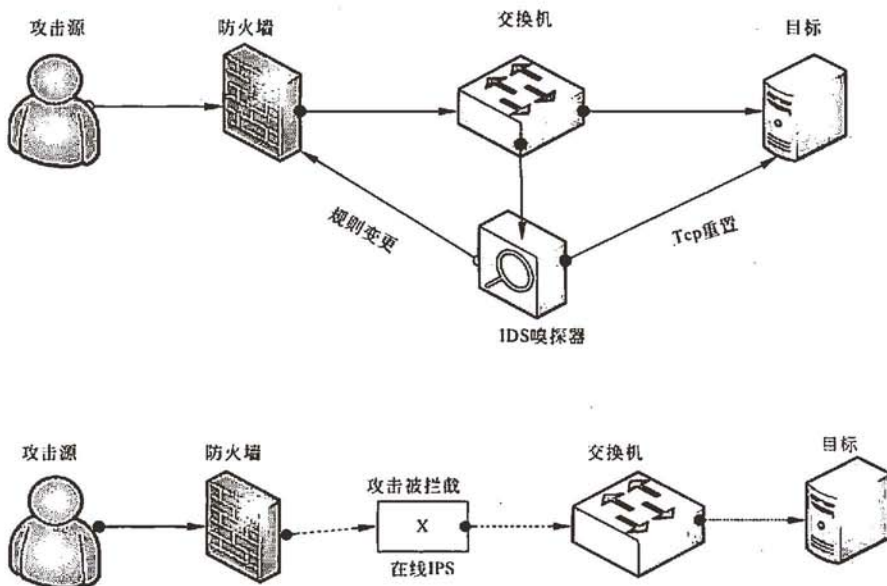 攻击源
防火墙
交换机
目标
规则变更
Tcp重置
IDS嗅探器
攻击源
防火墙
攻击被拦截
X
在线IPS
交换机
目标